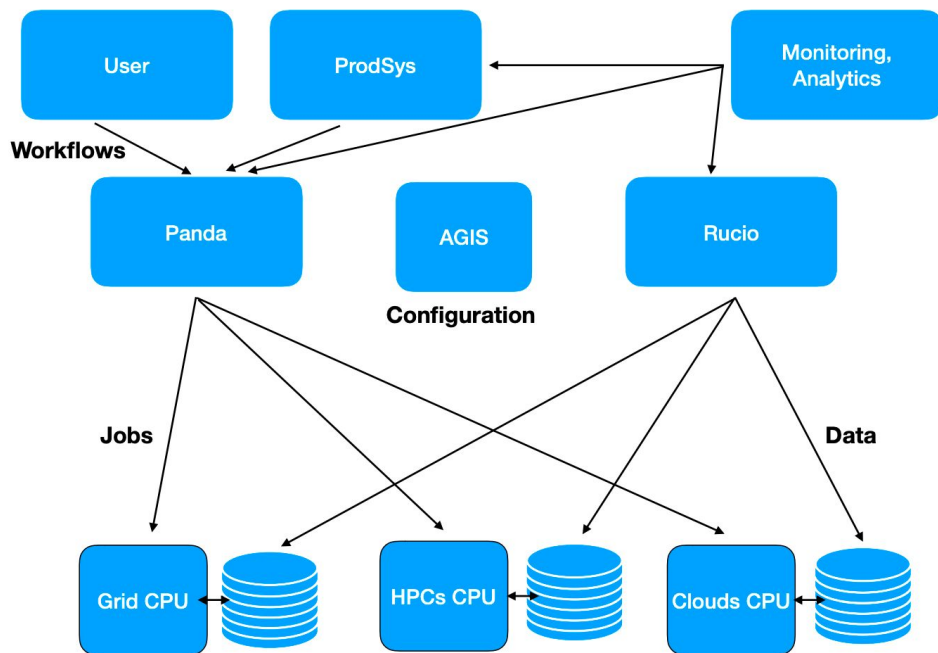 User
ProdSys
Monitoring,
Analytics
Workflows
Panda
AGIS
Rucio
Configuration
Jobs
Data
Grid CPU
HPCs CPU
Clouds CPU